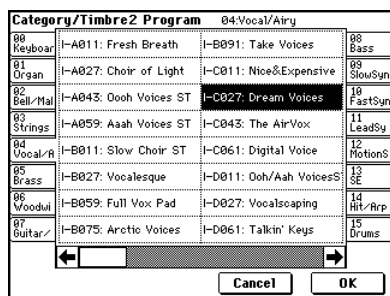 Category/Timbre2 Program 04:Vocal/Airy
00 Keyboar
01 Organ
02 Bell/Mal
03 Strings
04 Vocal/A
05 Brass
06 Woodwi
07 Guitar/
I-A011: Fresh Breath
I-A027: Choir of Light
I-A043: Oooh Voices ST
I-A059: Aaah Voices ST
I-B011: Slow Choir ST
I-B027: Vocalesque
I-B059: Full Vox Pad
I-B075: Arctic Voices
I-B091: Take Voices
I-C011: Nice&Expensive
I-C027: Dream Voices
I-C043: The AirVox
I-C061: Digital Voice
I-D011: Ooh/Aah VoicesS
I-D027: Vocalscaping
I-D061: Talkin' Keys
08 Bass
09 SlowSyn
10 FastSyn
11 LeadSy
12 MotionS
13 SE
14 Hit/Arp
15 Drums
Cancel
OK